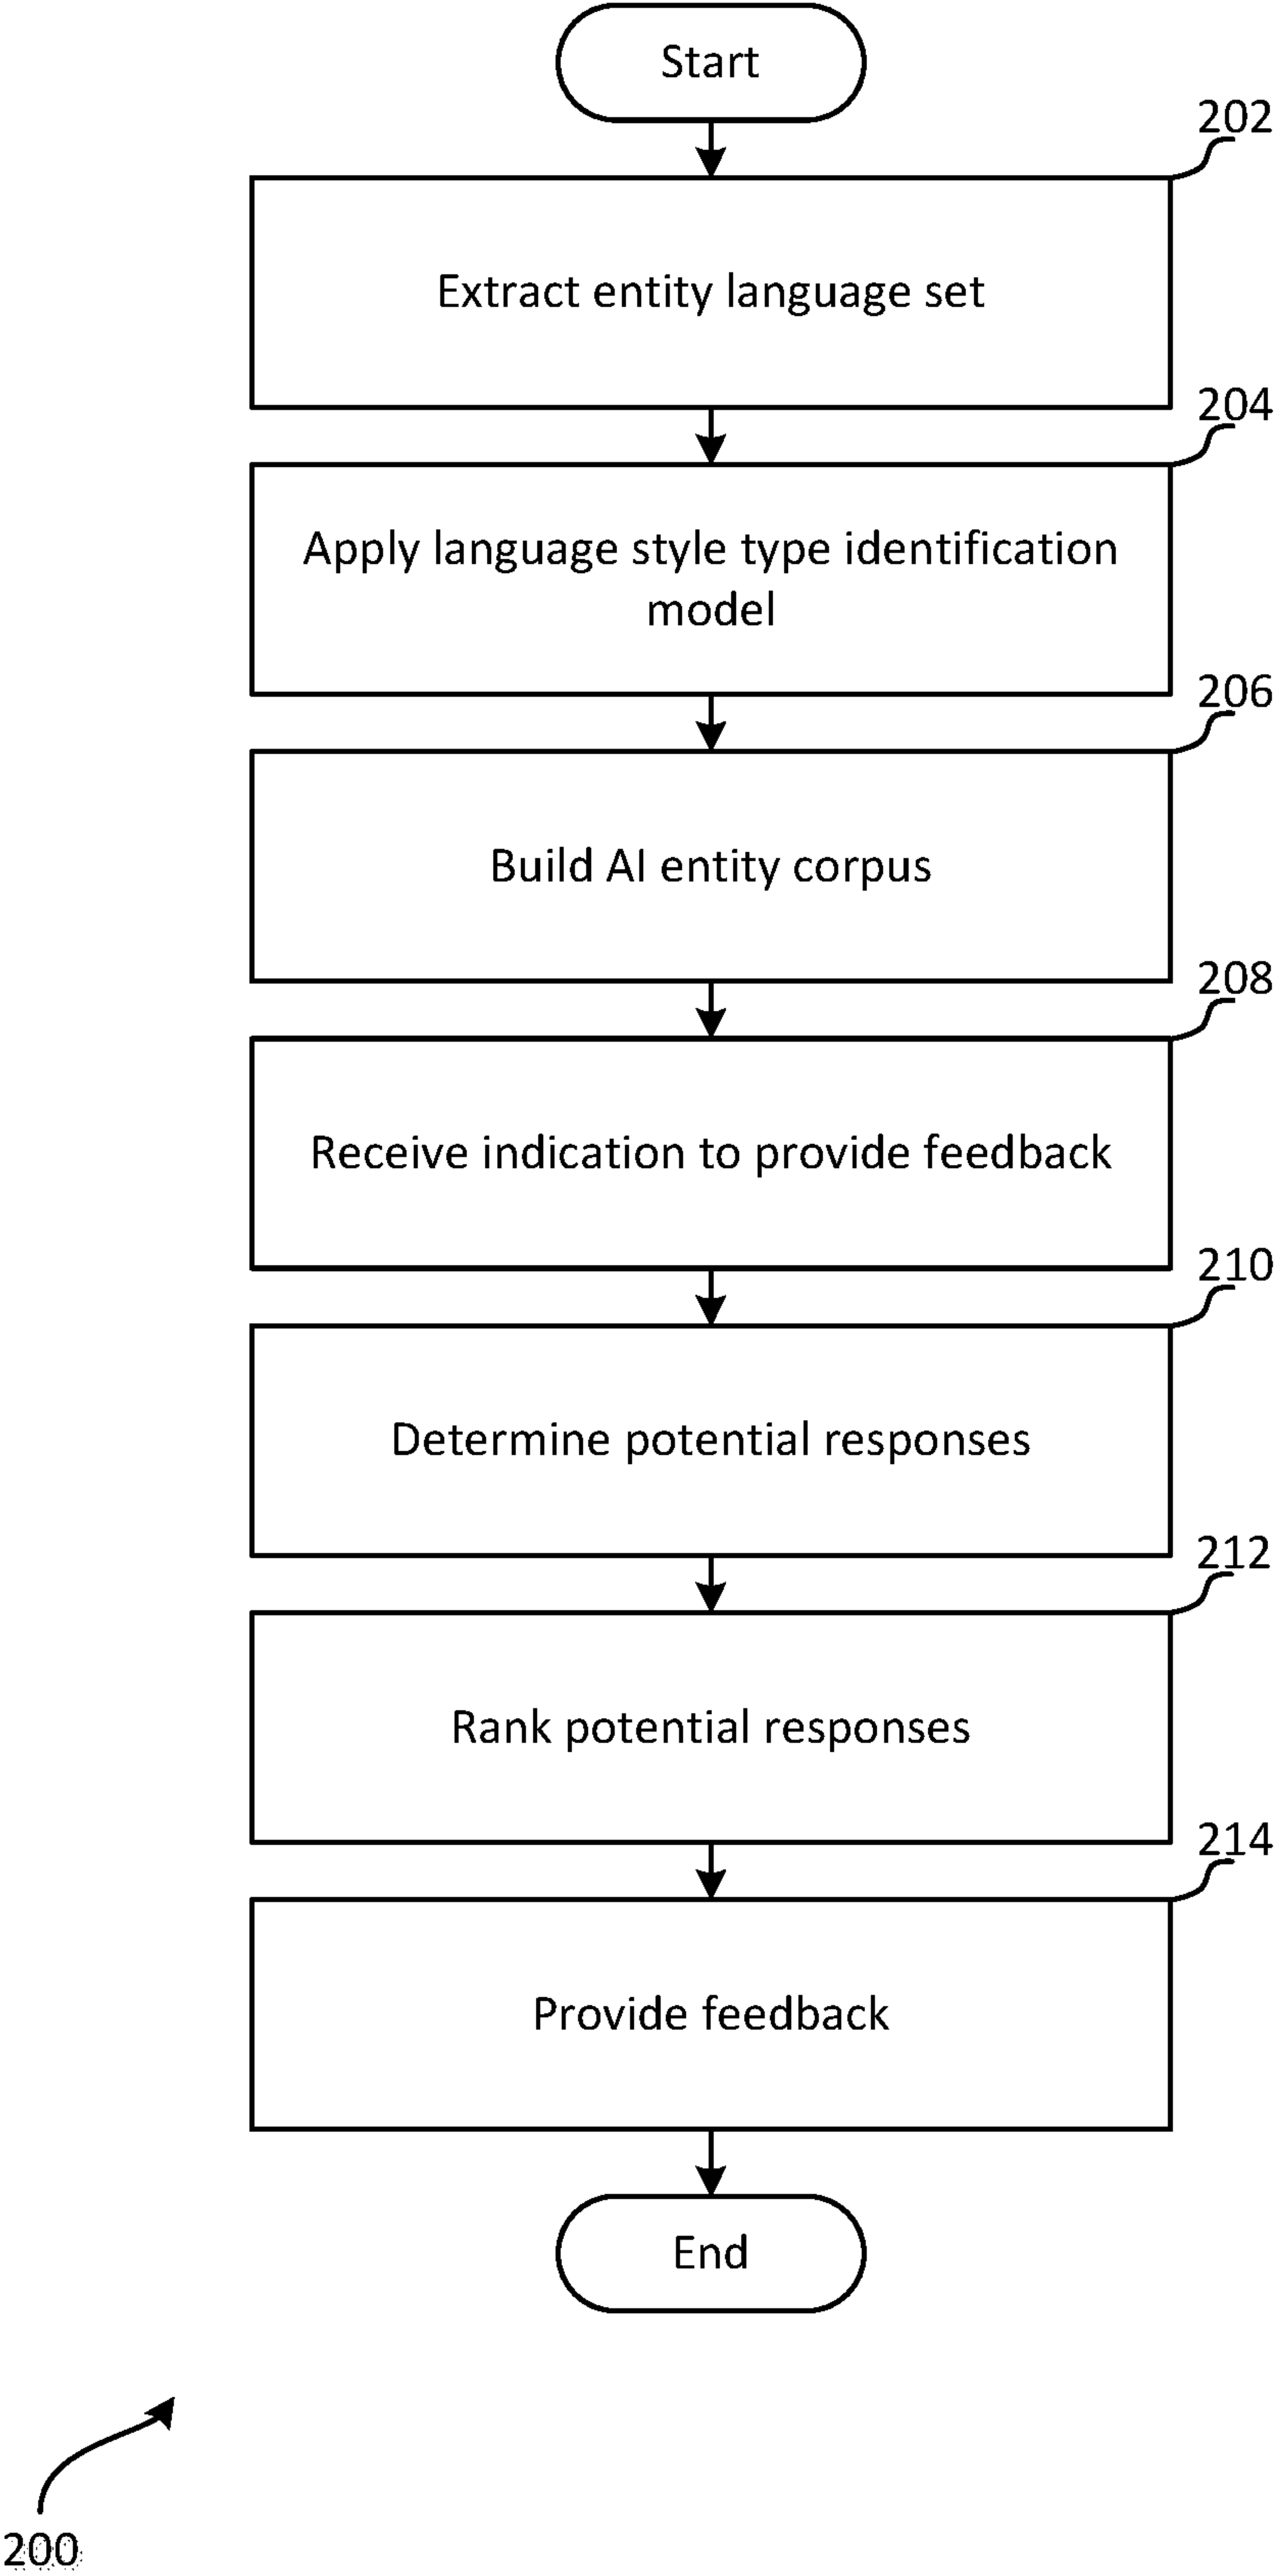 Start
202
Extract entity language set
204
Apply language style type identification
model
206
Build AI entity corpus
208
Receive indication to provide feedback
210
Determine potential responses
212
Rank potential responses
214
Provide feedback
End
200